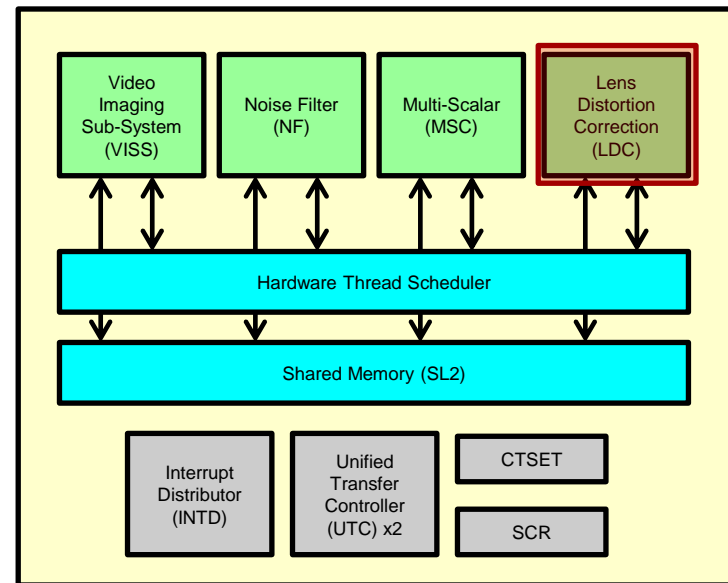 Video
Imaging
Sub-System
(VISS)
Noise Filter
(NF)
Multi-Scalar
(MSC)
Lens
Distortion
Correction
(LDC)
Hardware Thread Scheduler
Shared Memory (SL2)
Interrupt
Distributor
(INTD)
Unified
Transfer
Controller
(UTC) x2
CTSET
SCR